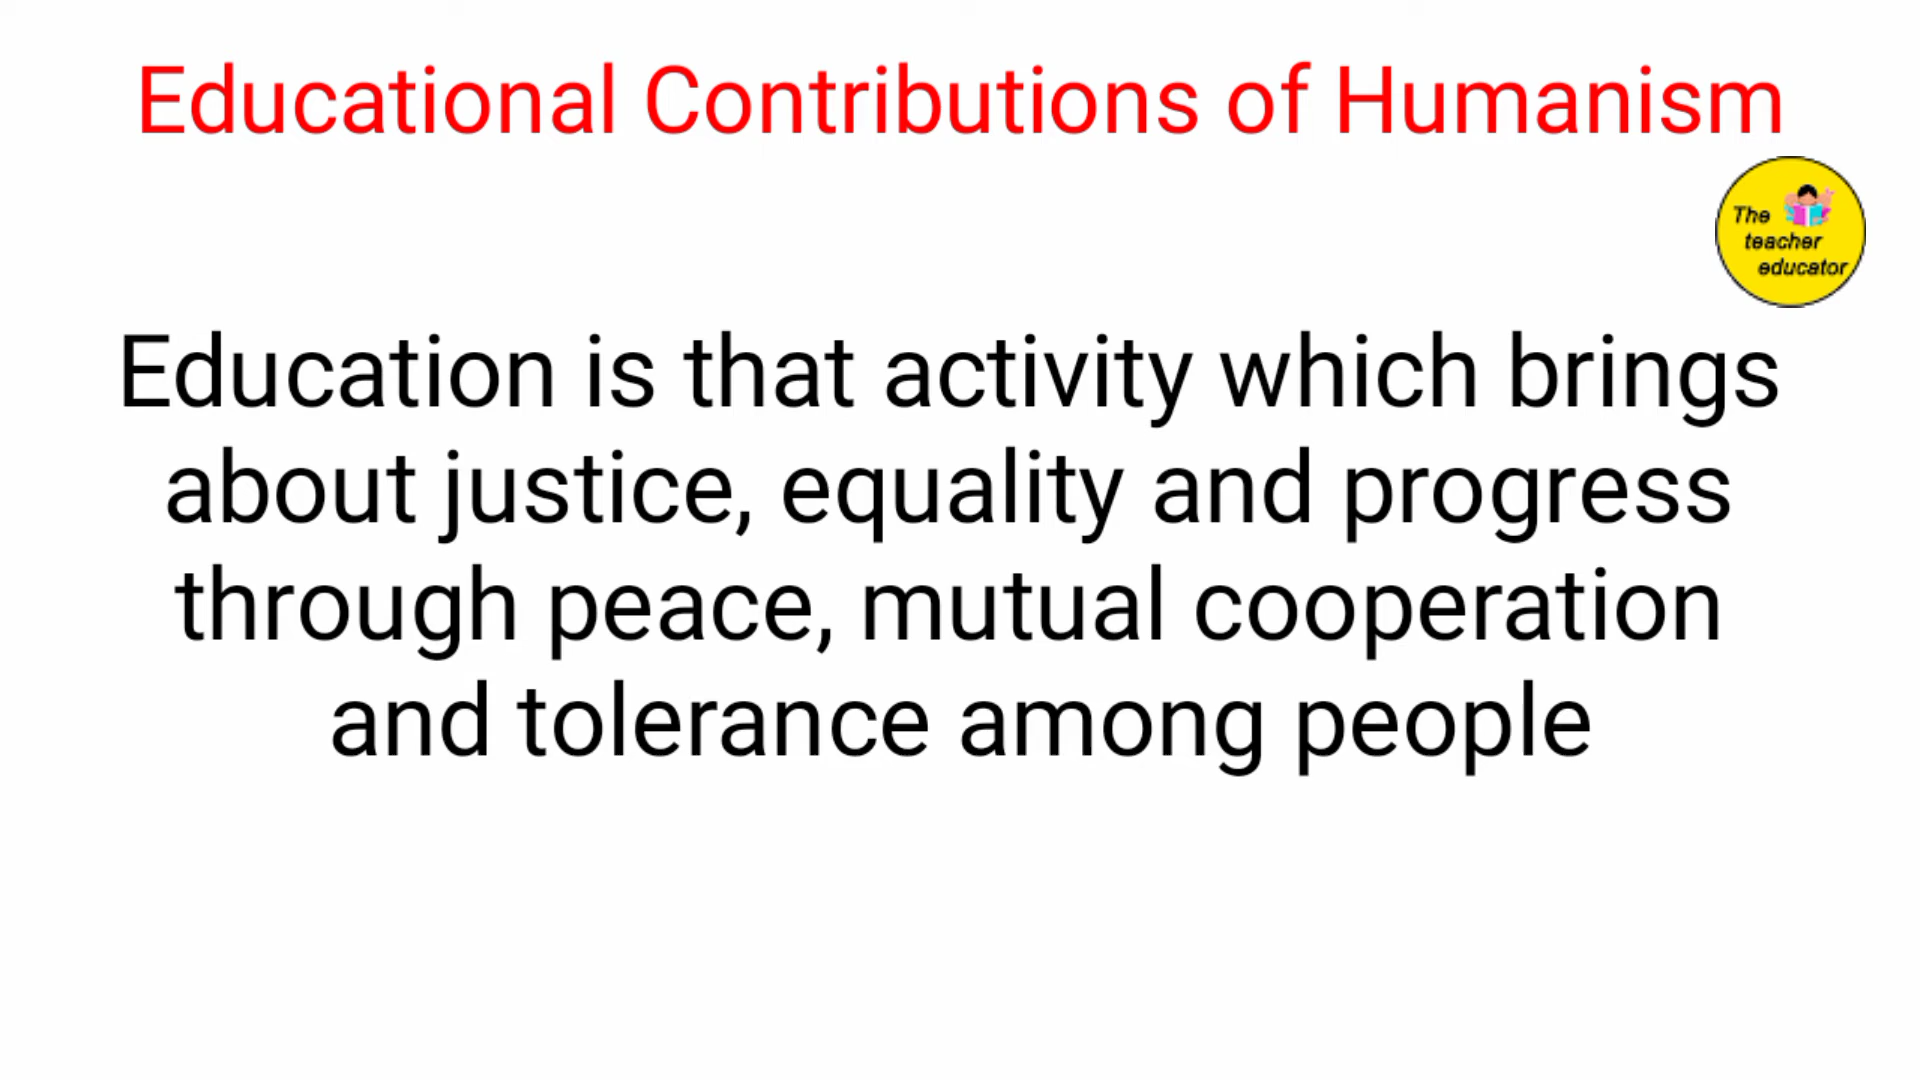 Educational Contributions of Humanism
The
teacher
educator
Education is that activity which brings
about justice, equality and progress
through peace, mutual cooperation
and tolerance among people